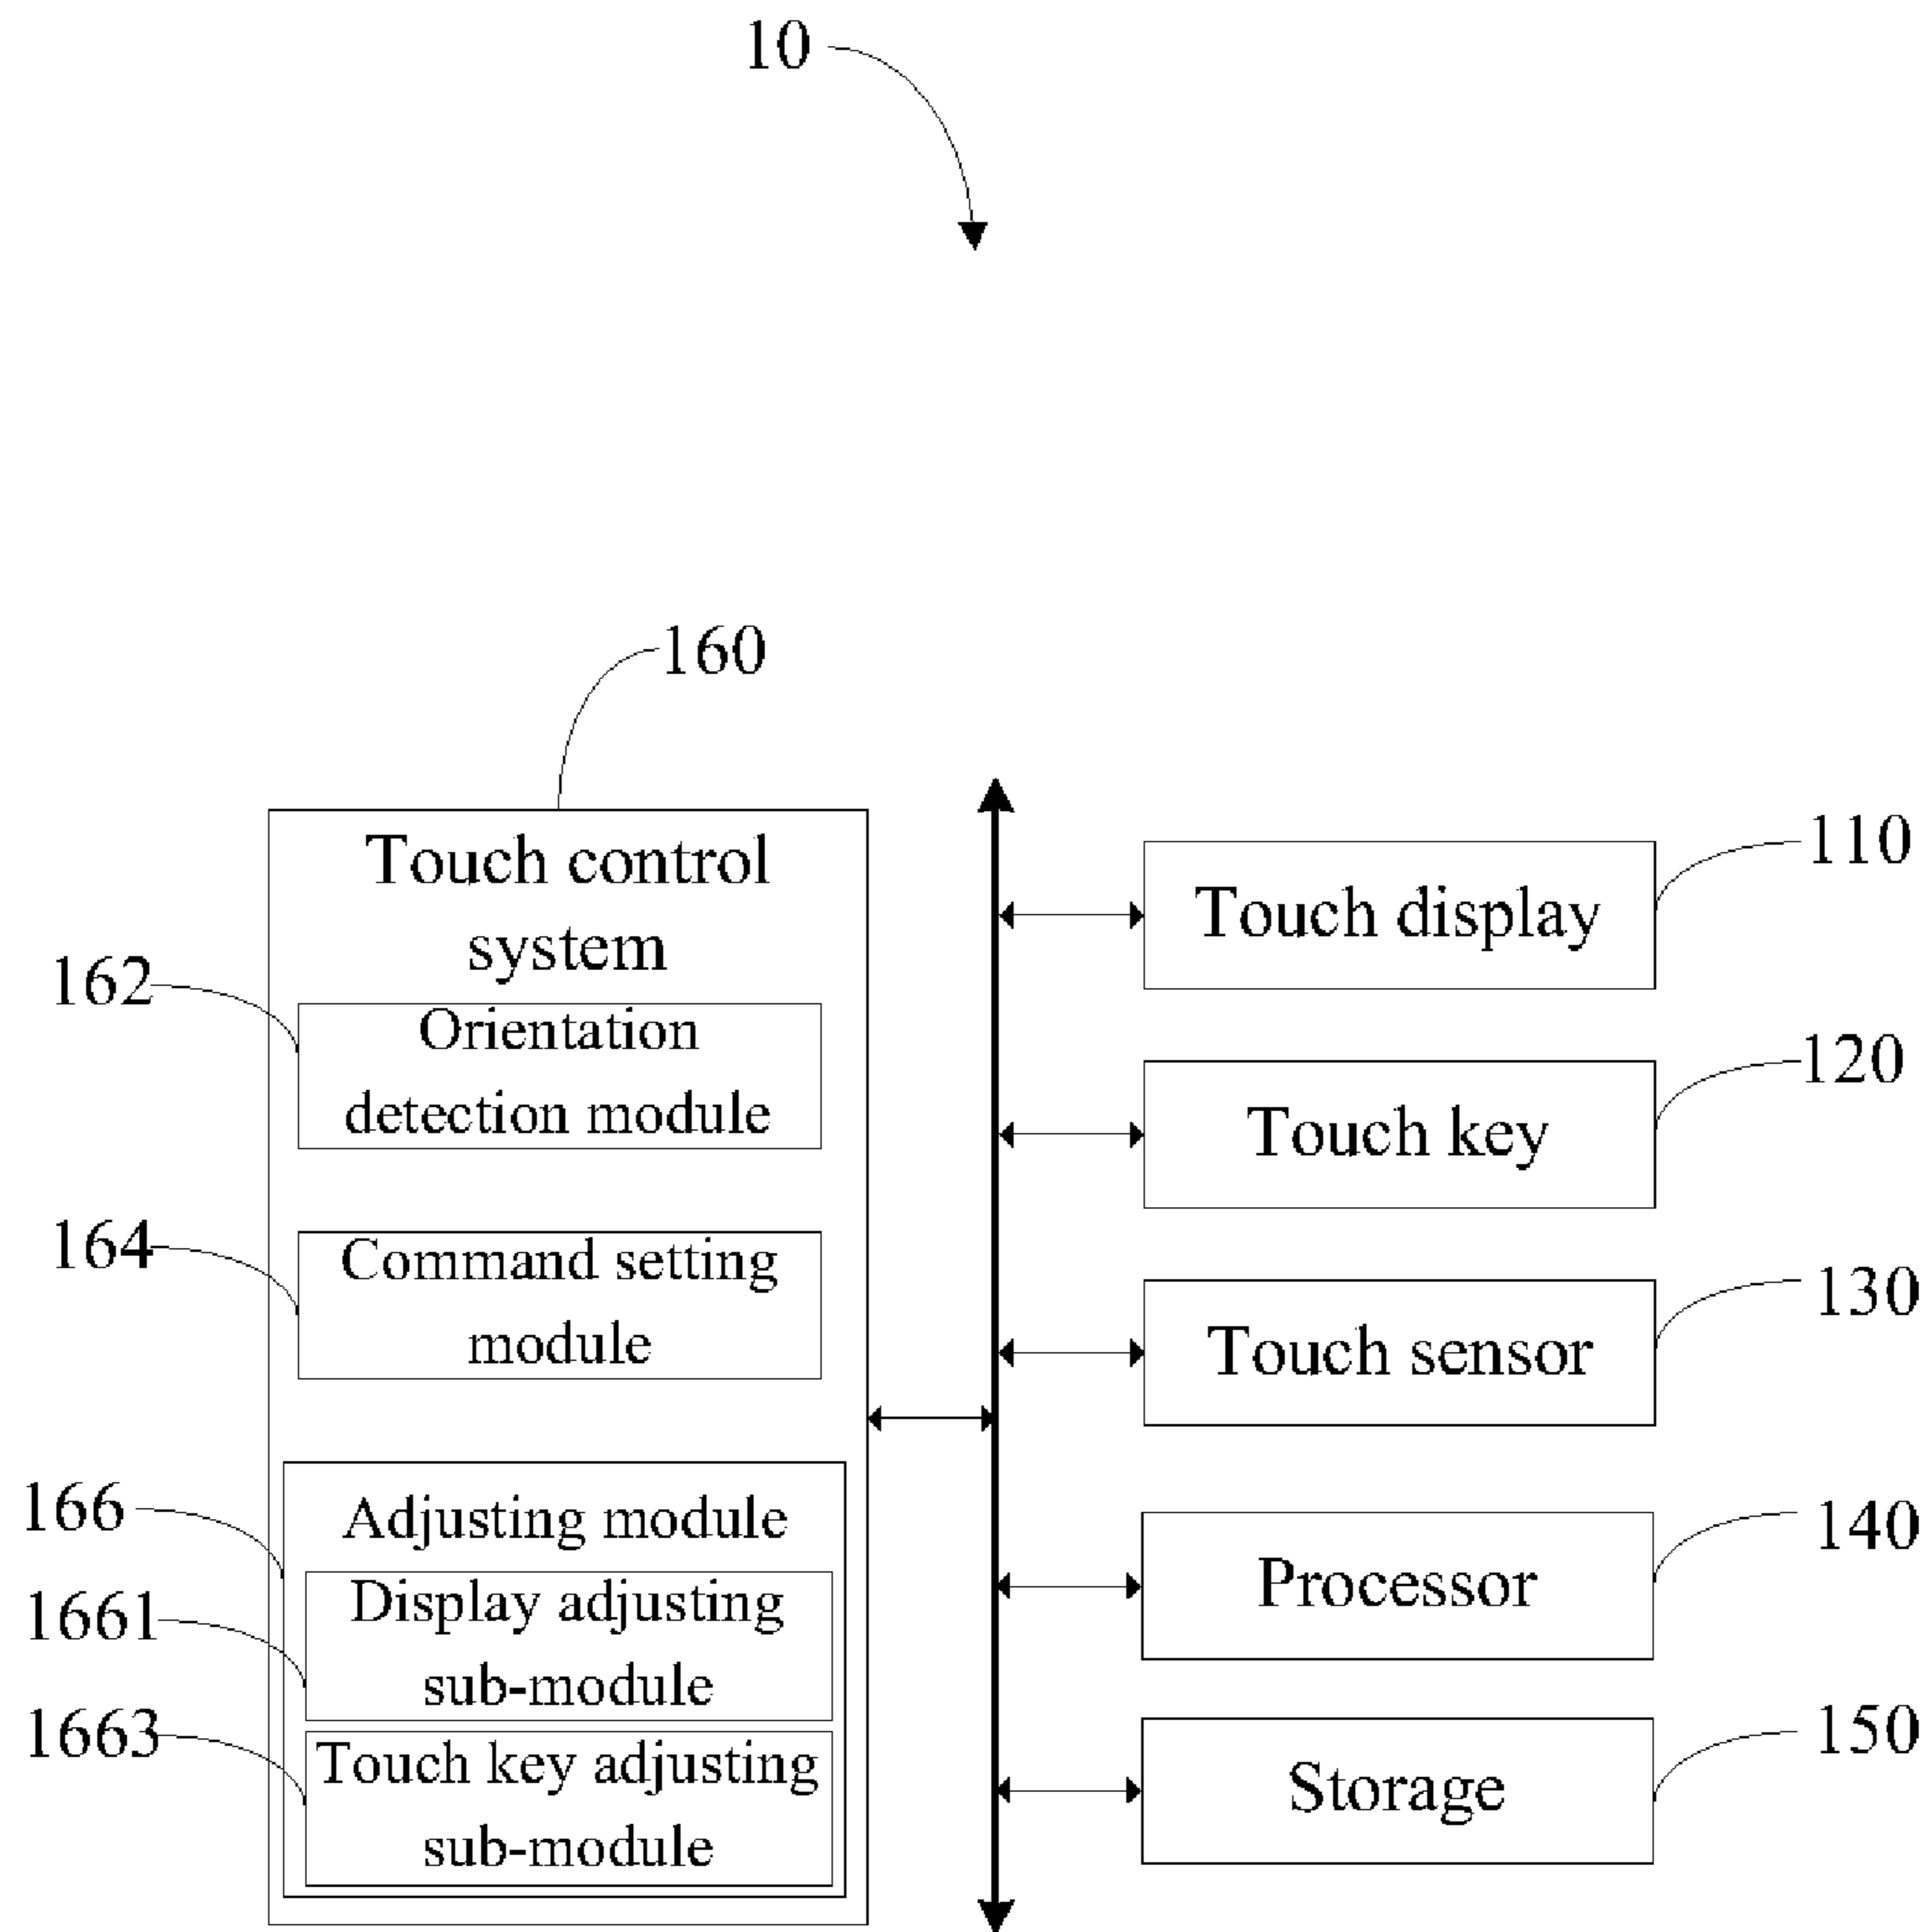 10
160
Touch control
system
162
Orientation
detection module
164
Command setting
module
166
Adjusting module
1661
Display adjusting
sub-module
1663
Touch key adjusting
sub-module
110
Touch display
120
Touch key
130
Touch sensor
140
Processor
150
Storage